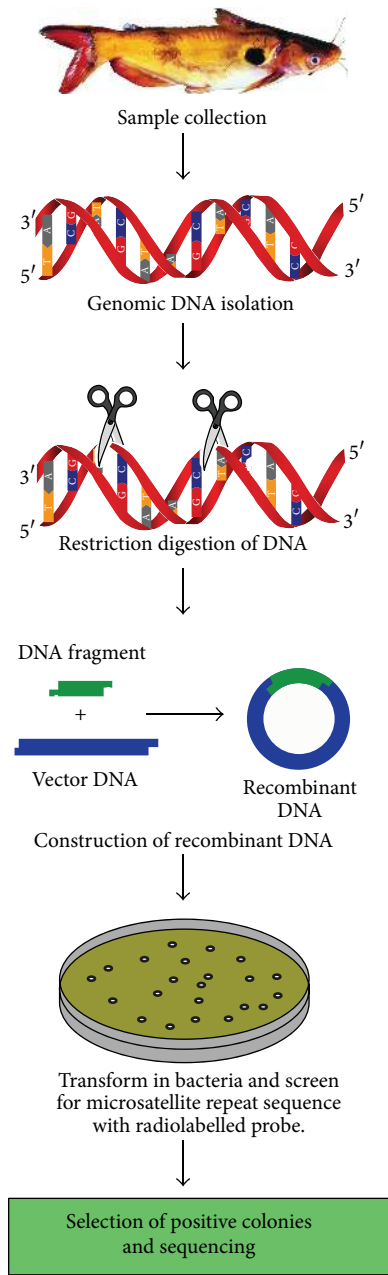 Sample collection
3′ 5′
A T G C T C G C A T A G C T A G C T A C
5′ 3′
Genomic DNA isolation
3′ 5′
T A C G G C A T A G C T A C T A C G
5′ 3′
Restriction digestion of DNA
DNA fragment
+
Vector DNA
Recombinant
DNA
Construction of recombinant DNA
Transform in bacteria and screen
for microsatellite repeat sequence
with radiolabelled probe.
Selection of positive colonies
and sequencing